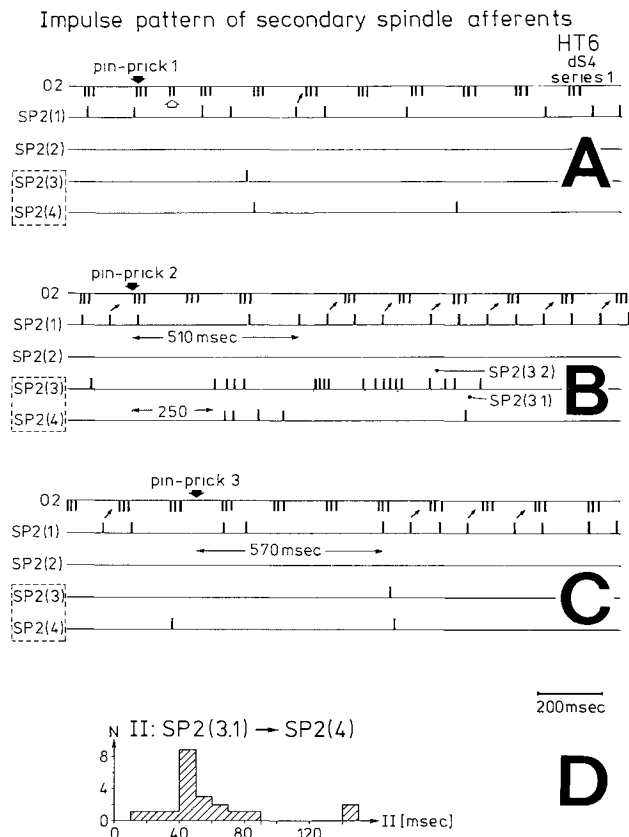 Impulse pattern of secondary spindle afferents
HT6
dS4
series 1
pin-prick 1
O2
SP2(1)
SP2(2)
SP2(3)
SP2(4)
A
pin-prick 2
O2
SP2(1)
510 msec
SP2(2)
SP2(3 2)
SP2(3)
SP2(3 1)
250
SP2(4)
B
pin-prick 3
O2
SP2(1)
570 msec
SP2(2)
SP2(3)
SP2(4)
C
200 msec
N II: SP2(3.1) → SP2(4)
8
4
0
0 40 80 120 II [msec]
D